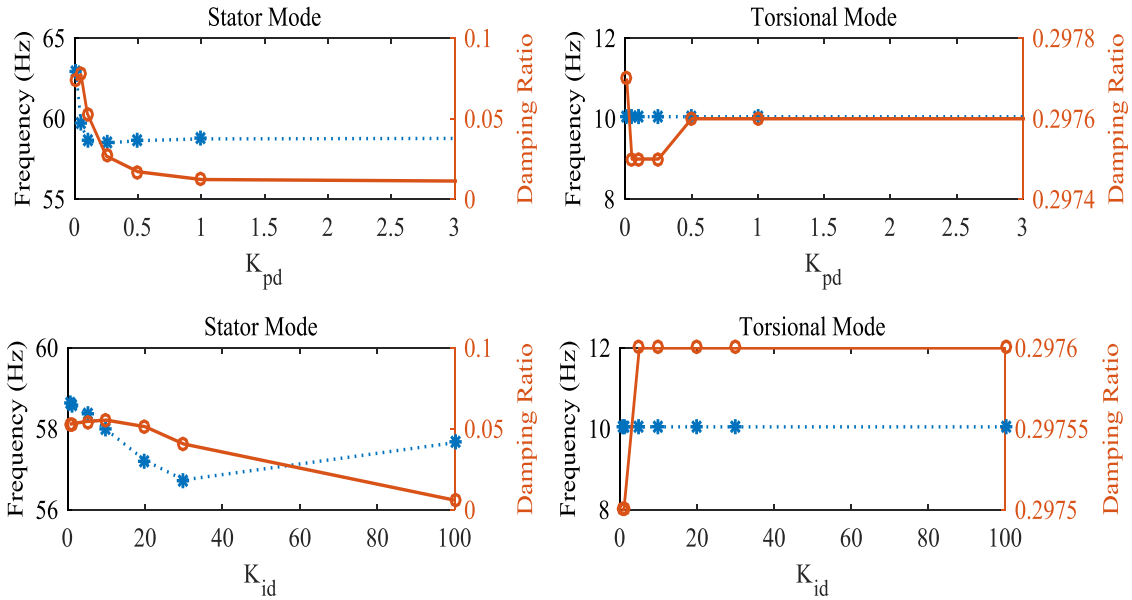 Stator Mode
Frequency (Hz)
65
60
55
0.1
0.05
0
Damping Ratio
0 0.5 1 1.5 2 2.5 3
K_pd
Torsional Mode
Frequency (Hz)
12
10
8
0.2978
0.2976
0.2974
Damping Ratio
0 0.5 1 1.5 2 2.5 3
K_pd
Stator Mode
Frequency (Hz)
60
58
56
0.1
0.05
0
Damping Ratio
0 20 40 60 80 100
K_id
Torsional Mode
Frequency (Hz)
12
10
8
0.2976
0.29755
0.2975
Damping Ratio
0 20 40 60 80 100
K_id